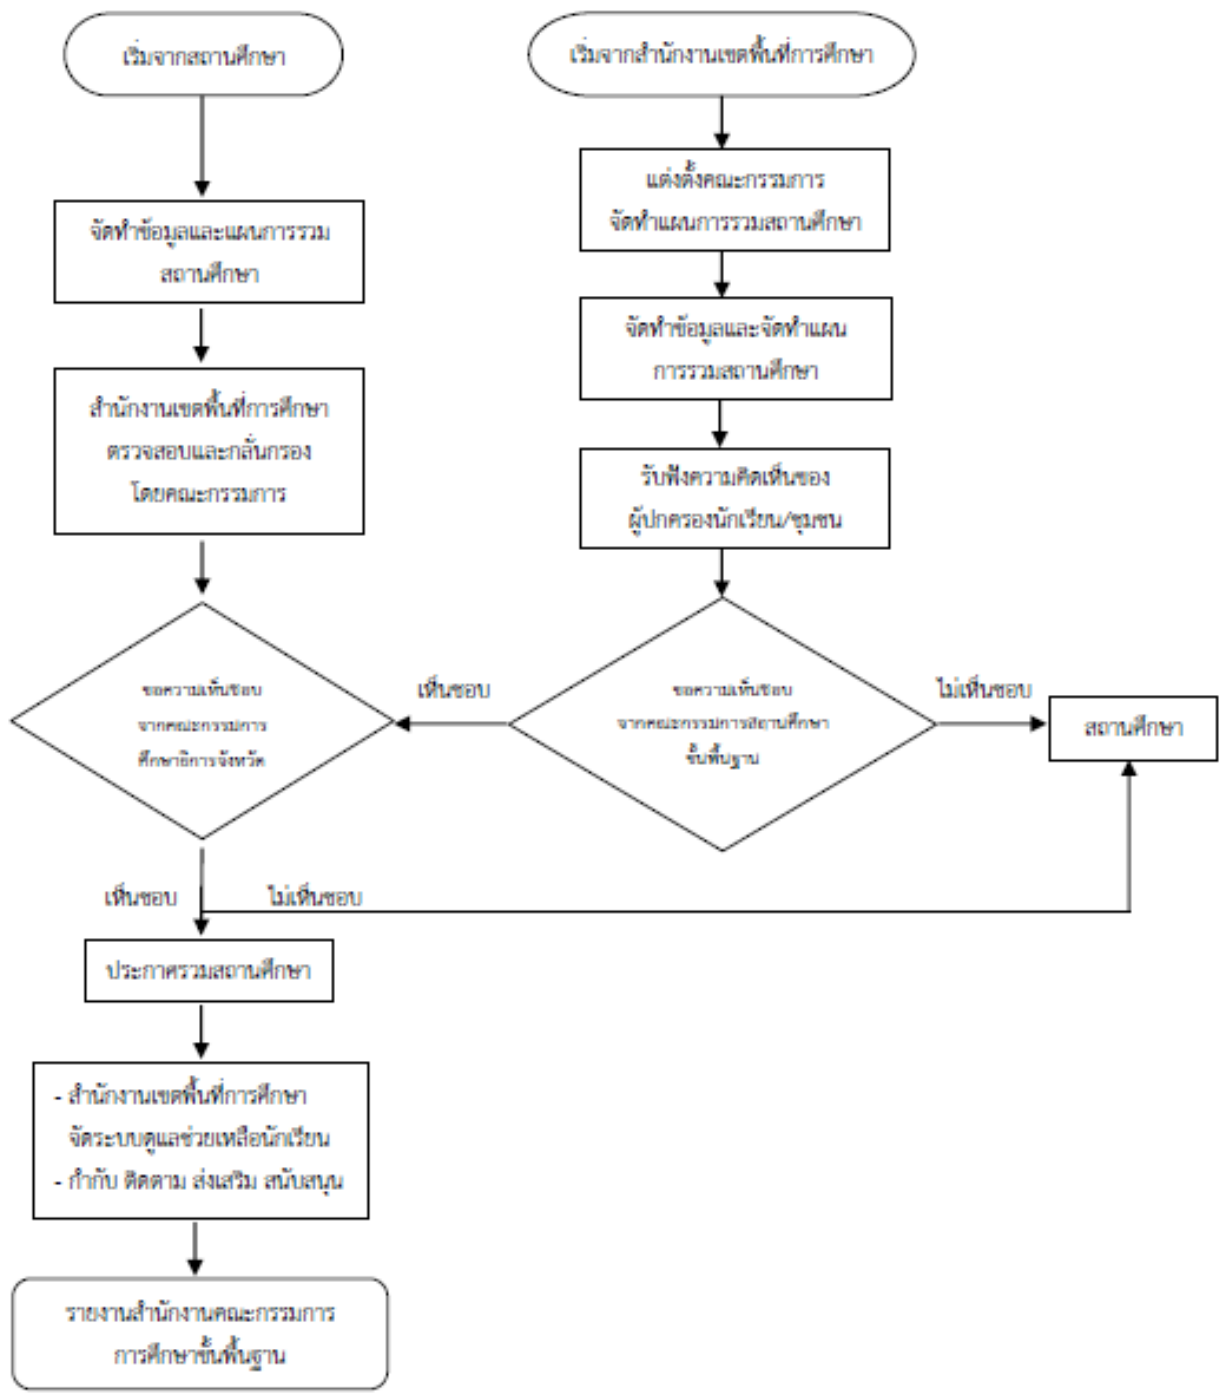 เริ่มจากสถานศึกษา
เริ่มจากสำนักงานเขตพื้นที่การศึกษา
แต่งตั้งคณะกรรมการ
จัดทำแผนการรวมสถานศึกษา
จัดทำข้อมูลและแผนการรวม
สถานศึกษา
จัดทำข้อมูลและจัดทำแผน
การรวมสถานศึกษา
สำนักงานเขตพื้นที่การศึกษา
ตรวจสอบและกลั่นกรอง
โดยคณะกรรมการ
รับฟังความคิดเห็นของ
ผู้ปกครองนักเรียน/ชุมชน
ขอความเห็นชอบ
จากคณะกรรมการ
ศึกษาธิการจังหวัด
เห็นชอบ
ขอความเห็นชอบ
จากคณะกรรมการสถานศึกษา
ขั้นพื้นฐาน
ไม่เห็นชอบ
สถานศึกษา
เห็นชอบ
ไม่เห็นชอบ
ประกาศรวมสถานศึกษา
- สำนักงานเขตพื้นที่การศึกษา
จัดระบบดูแลช่วยเหลือนักเรียน
- กำกับ ติดตาม ส่งเสริม สนับสนุน
รายงานสำนักงานคณะกรรมการ
การศึกษาขั้นพื้นฐาน